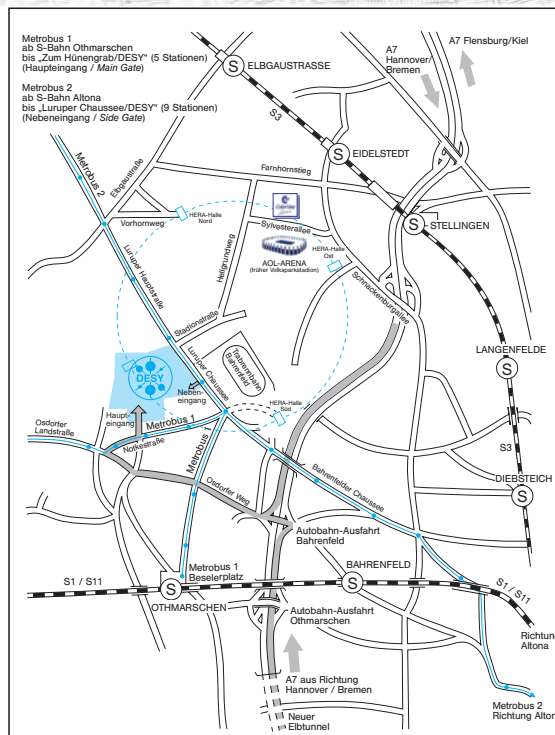 Metrobus 1
ab S-Bahn Othmarschen
bis „Zum Hünengrab/DESY“ (5 Stationen)
(Haupteingang / Main Gate)
Metrobus 2
ab S-Bahn Altona
bis „Luruper Chaussee/DESY“ (9 Stationen)
(Nebeneingang / Side Gate)
S
ELBGAUSTRASSE
A7
Hannover/
Bremen
A7 Flensburg/Kiel
S3
S
EIDELSTEDT
Metrobus 2
Elbgaustraße
Farnhornstieg
S
STELLINGEN
HERA-Halle
Nord
Vorhornweg
Sylvesterallee
AOL-ARENA
(früher Volksparkstadion)
HERA-Halle
Ost
Hellgrundweg
Luruper Hauptstraße
Schnackenburgallee
Stadionstraße
LANGENFELDE
S
DESY
Luruper Chaussee
Trabrennbahn
Bahrenfeld
Neben-
eingang
HERA-Halle
Süd
Haupt-
eingang
Osdorfer
Landstraße
Metrobus 1
Notkestraße
Metrobus 1
S3
DIEBSTEICH
S
Osdorfer Weg
Bahrenfelder Chaussee
Autobahn-Ausfahrt
Bahrenfeld
Metrobus 1
Beselerplatz
BAHRENFELD
S
S1 / S11
S
OTHMARSCHEN
S1 / S11
Autobahn-Ausfahrt
Othmarschen
Richtung
Altona
A7 aus Richtung
Hannover / Bremen
Metrobus 2
Richtung Alton
Neuer
Elbtunnel